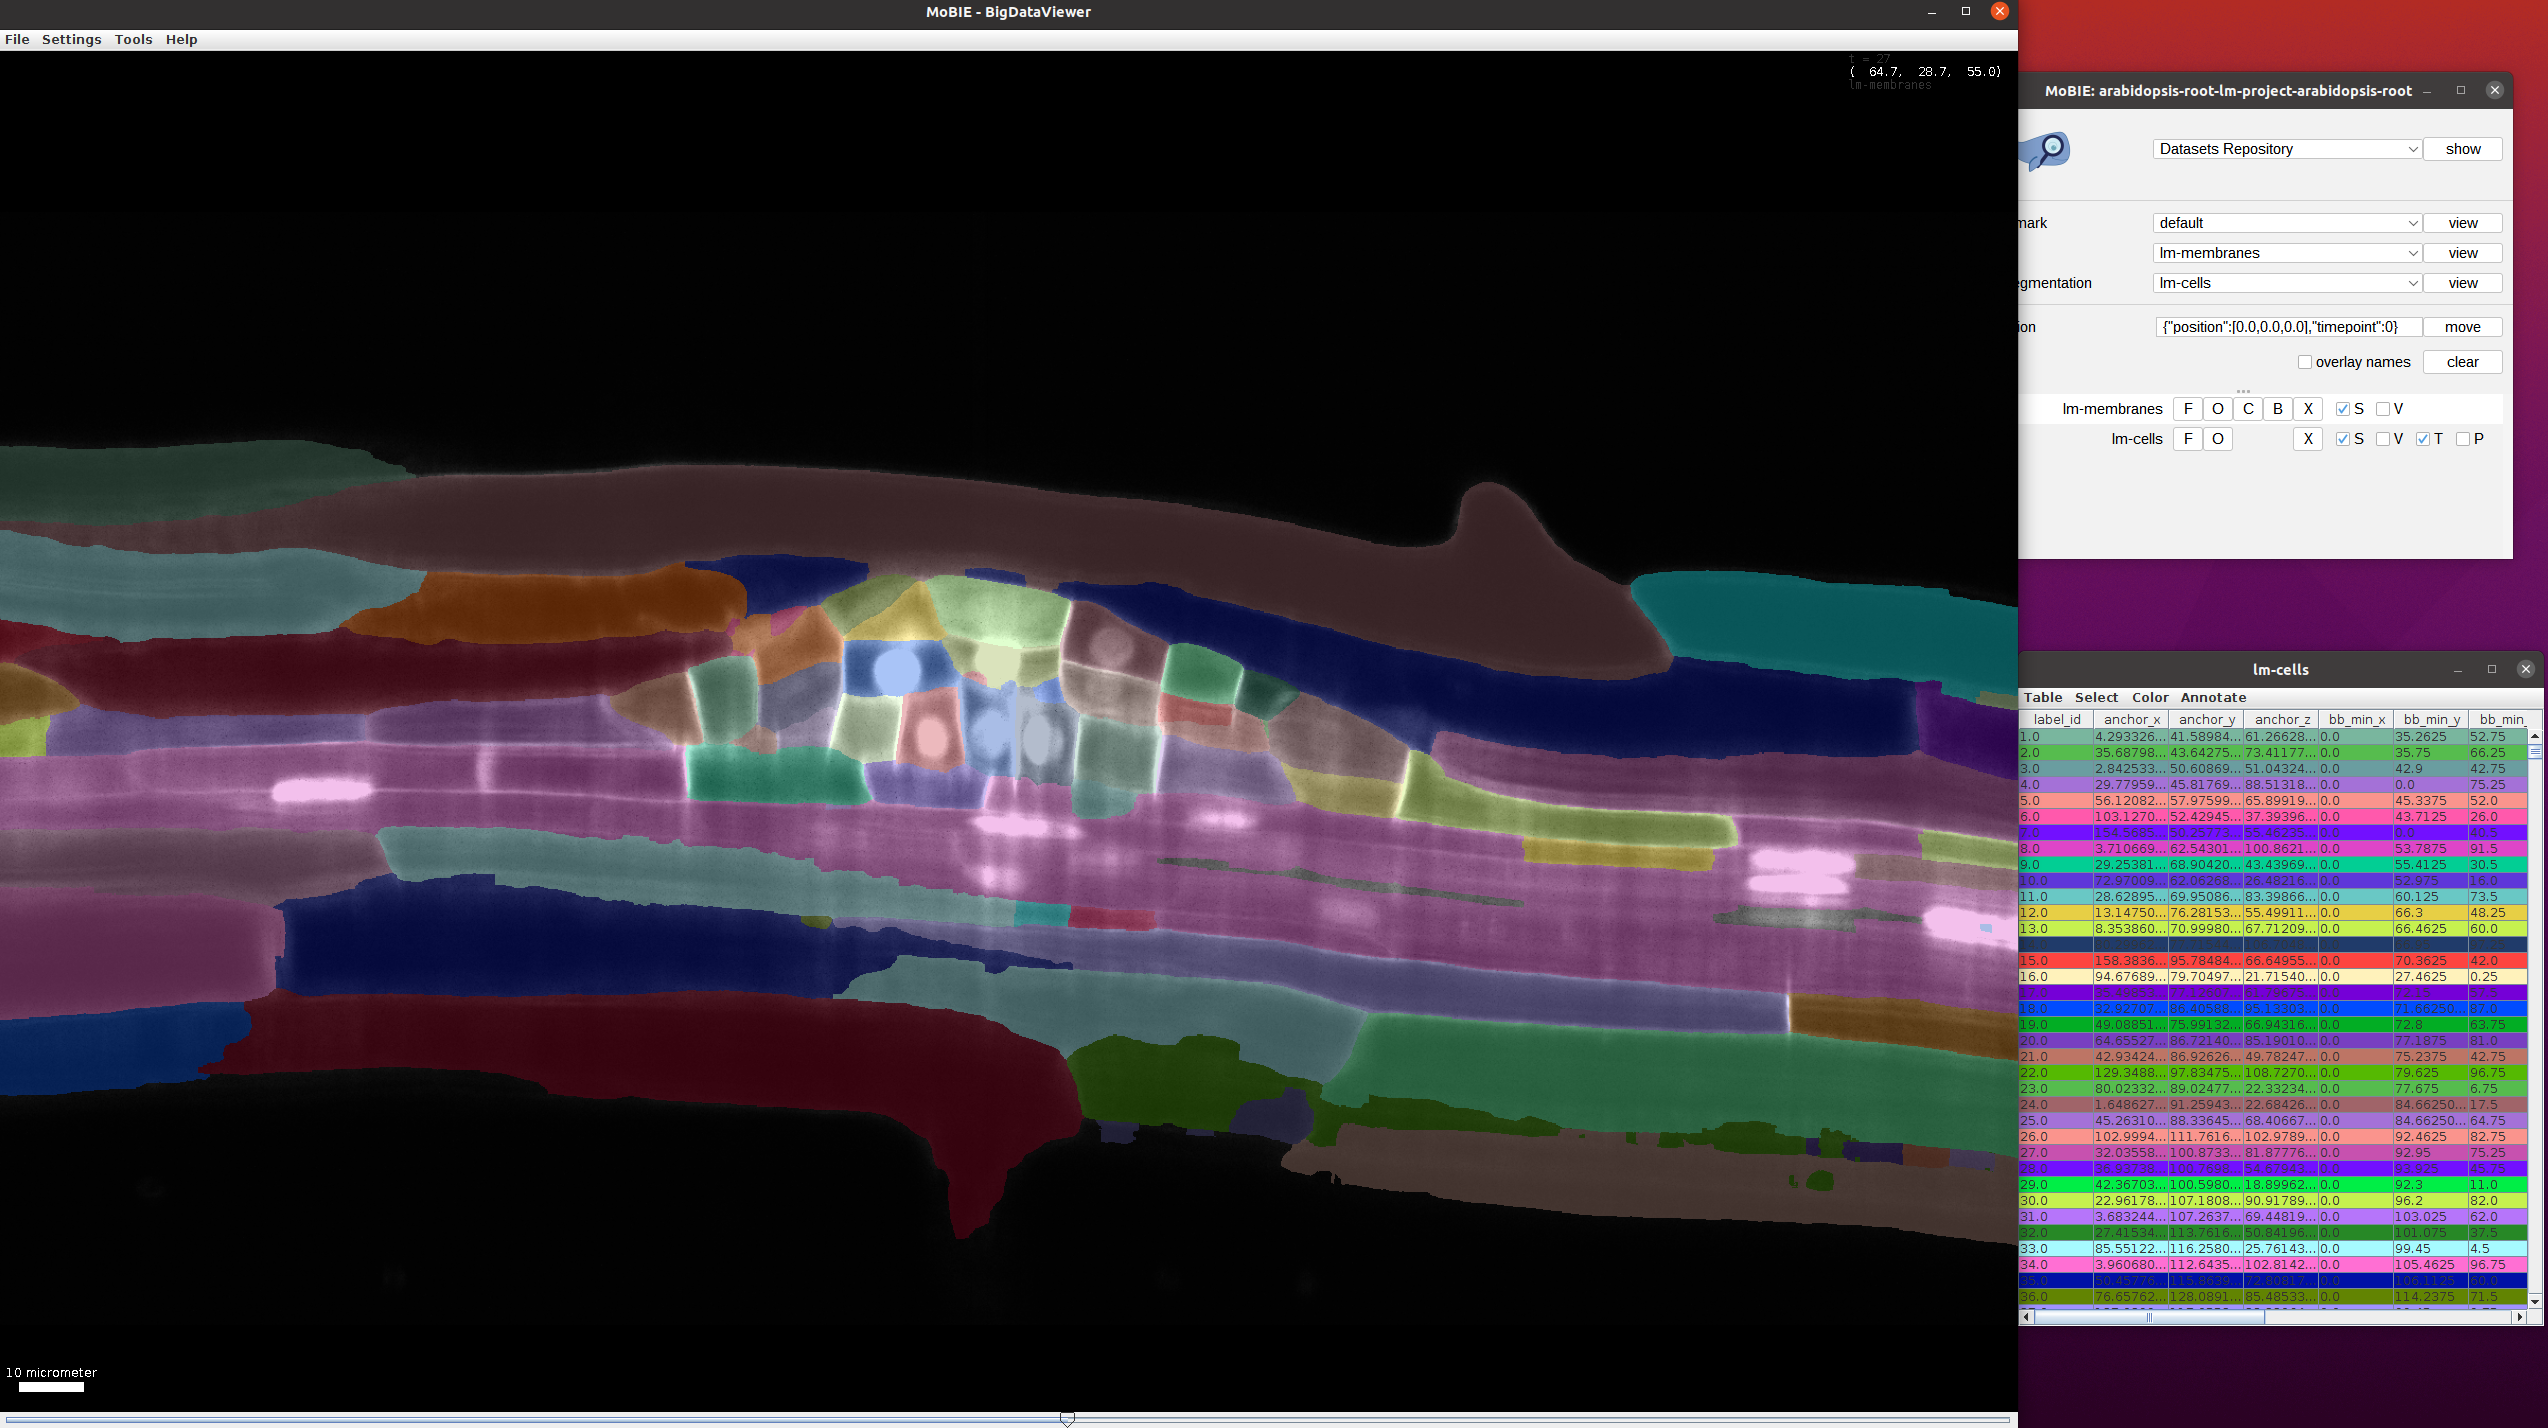 MoBIE - BigDataViewer
File Settings Tools Help
t = 27
( 64.7, 28.7, 55.0)
lm-membranes
10 micrometer
MoBIE: arabidopsis-root-lm-project-arabidopsis-root
Datasets Repository show
mark default view
lm-membranes view
egmentation lm-cells view
ion {"position":[0.0,0.0,0.0],"timepoint":0} move
overlay names clear
lm-membranes F O C B X S V
lm-cells F O X S V T P
lm-cells
Table Select Color Annotate
label_id anchor_x anchor_y anchor_z bb_min_x bb_min_y bb_min_
1.0 4.293326... 41.58984... 61.26628... 0.0 35.2625 52.75
2.0 35.68798... 43.64275... 73.41177... 0.0 35.75 66.25
3.0 2.842533... 50.60869... 51.04324... 0.0 42.9 42.75
4.0 29.77959... 45.81769... 88.51318... 0.0 0.0 75.25
5.0 56.12082... 57.97599... 65.89919... 0.0 45.3375 52.0
6.0 103.1270... 52.42945... 37.39396... 0.0 43.7125 26.0
7.0 154.5685... 50.25773... 55.46235... 0.0 0.0 40.5
8.0 3.710669... 62.54301... 100.8621... 0.0 53.7875 91.5
9.0 29.25381... 68.90420... 43.43969... 0.0 55.4125 30.5
10.0 72.97009... 62.06268... 26.48216... 0.0 52.975 16.0
11.0 28.62895... 69.95086... 83.39866... 0.0 60.125 73.5
12.0 13.14750... 76.28153... 55.49911... 0.0 66.3 48.25
13.0 8.353860... 70.99980... 67.71209... 0.0 66.4625 60.0
15.0 158.3836... 95.78484... 66.64955... 0.0 70.3625 42.0
16.0 94.67689... 79.70497... 21.71540... 0.0 27.4625 0.25
18.0 32.92707... 86.40588... 95.13303... 0.0 71.66250... 87.0
19.0 49.08851... 75.99132... 66.94316... 0.0 72.8 63.75
20.0 64.65527... 86.72140... 85.19010... 0.0 77.1875 81.0
21.0 42.93424... 86.92626... 49.78247... 0.0 75.2375 42.75
22.0 129.3488... 97.83475... 108.7270... 0.0 79.625 96.75
23.0 80.02332... 89.02477... 22.33234... 0.0 77.675 6.75
24.0 1.648627... 91.25943... 22.68426... 0.0 84.66250... 17.5
25.0 45.26310... 88.33645... 68.40667... 0.0 84.66250... 64.75
26.0 102.9994... 111.7616... 102.9789... 0.0 92.4625 82.75
27.0 32.03558... 100.8733... 81.87776... 0.0 92.95 75.25
28.0 36.93738... 100.7698... 54.67943... 0.0 93.925 45.75
29.0 42.36703... 100.5980... 18.89962... 0.0 92.3 11.0
30.0 22.96178... 107.1808... 90.91789... 0.0 96.2 82.0
31.0 3.683244... 107.2637... 69.44819... 0.0 103.025 62.0
32.0 27.41534... 113.7616... 50.84196... 0.0 101.075 37.5
33.0 85.55122... 116.2580... 25.76143... 0.0 99.45 4.5
34.0 3.960680... 112.6435... 102.8142... 0.0 105.4625 96.75
35.0 50.45776... 115.8639... 72.80817... 0.0 106.1125 60.0
36.0 76.65762... 128.0891... 85.48533... 0.0 114.2375 71.5